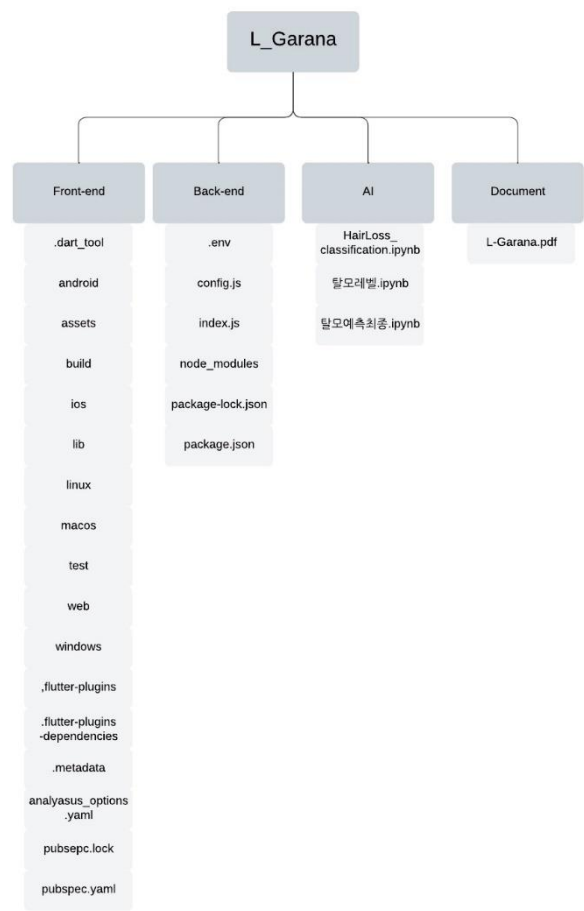 L_Garana
Front-end
.dart_tool
android
assets
build
ios
lib
linux
macos
test
web
windows
,flutter-plugins
.flutter-plugins
-dependencies
.metadata
analyasus_options
.yaml
pubsepc.lock
pubspec.yaml
Back-end
.env
config.js
index.js
node_modules
package-lock.json
package.json
AI
HairLoss_
classification.ipynb
탈모레벨.ipynb
탈모예측최종.ipynb
Document
L-Garana.pdf